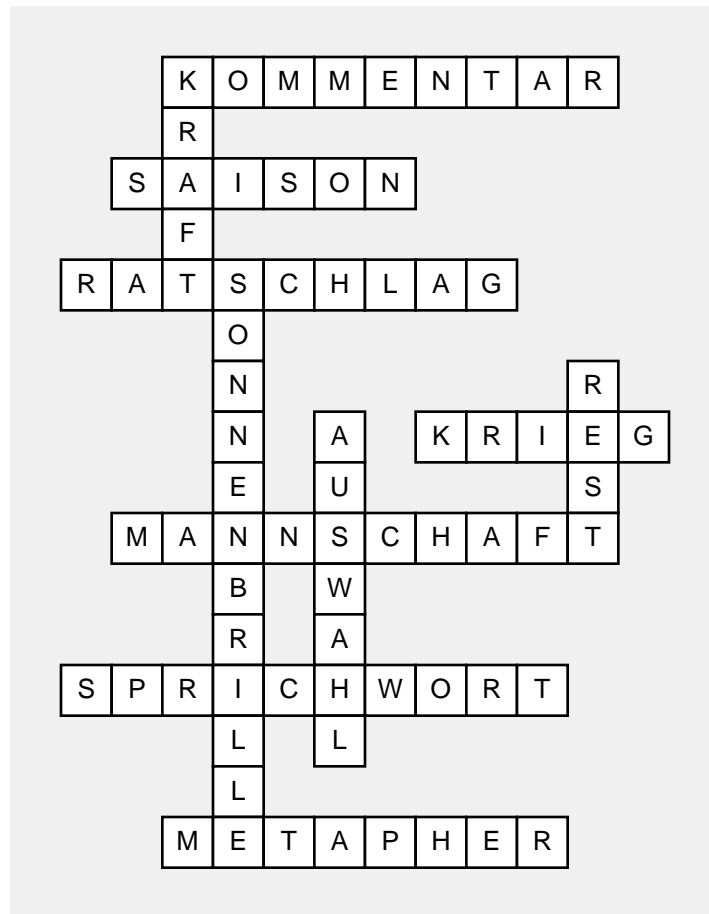 KOMMENTAR
R
SAISON
F
RATSCHLAG
O
N R
N A KRIEG
E U S
MANNSCHAFT
B W
R A
SPRICHWORT
L L
L
METAPHER